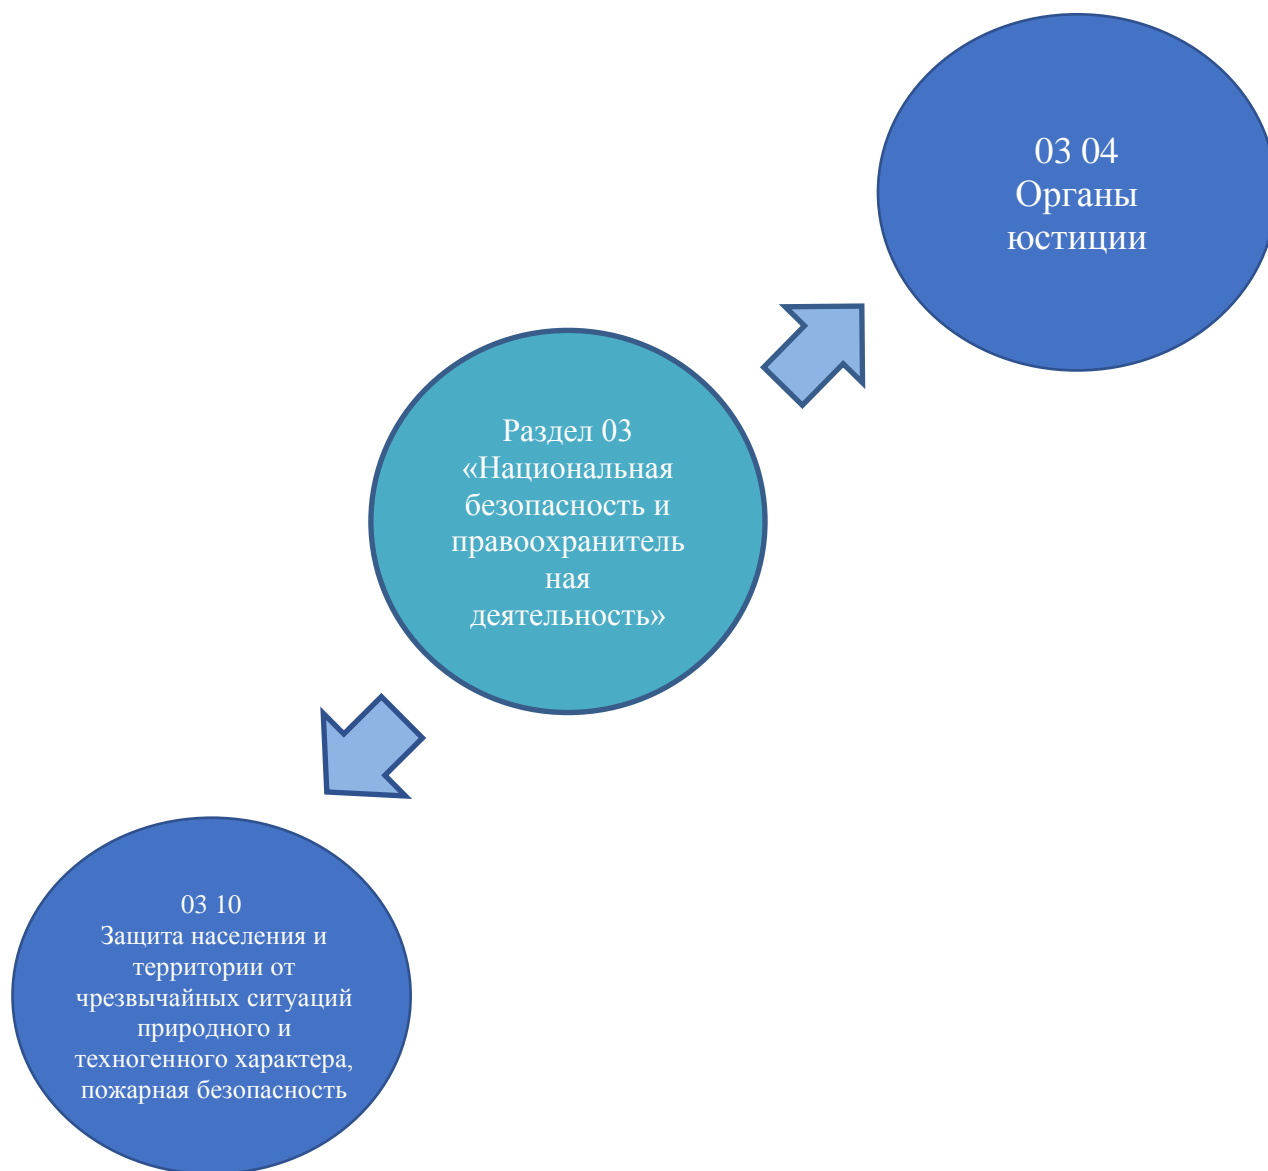 03 04
Органы
юстиции
Раздел 03
«Национальная
безопасность и
правоохранитель
ная
деятельность»
03 10
Защита населения и
территории от
чрезвычайных ситуаций
природного и
техногенного характера,
пожарная безопасность